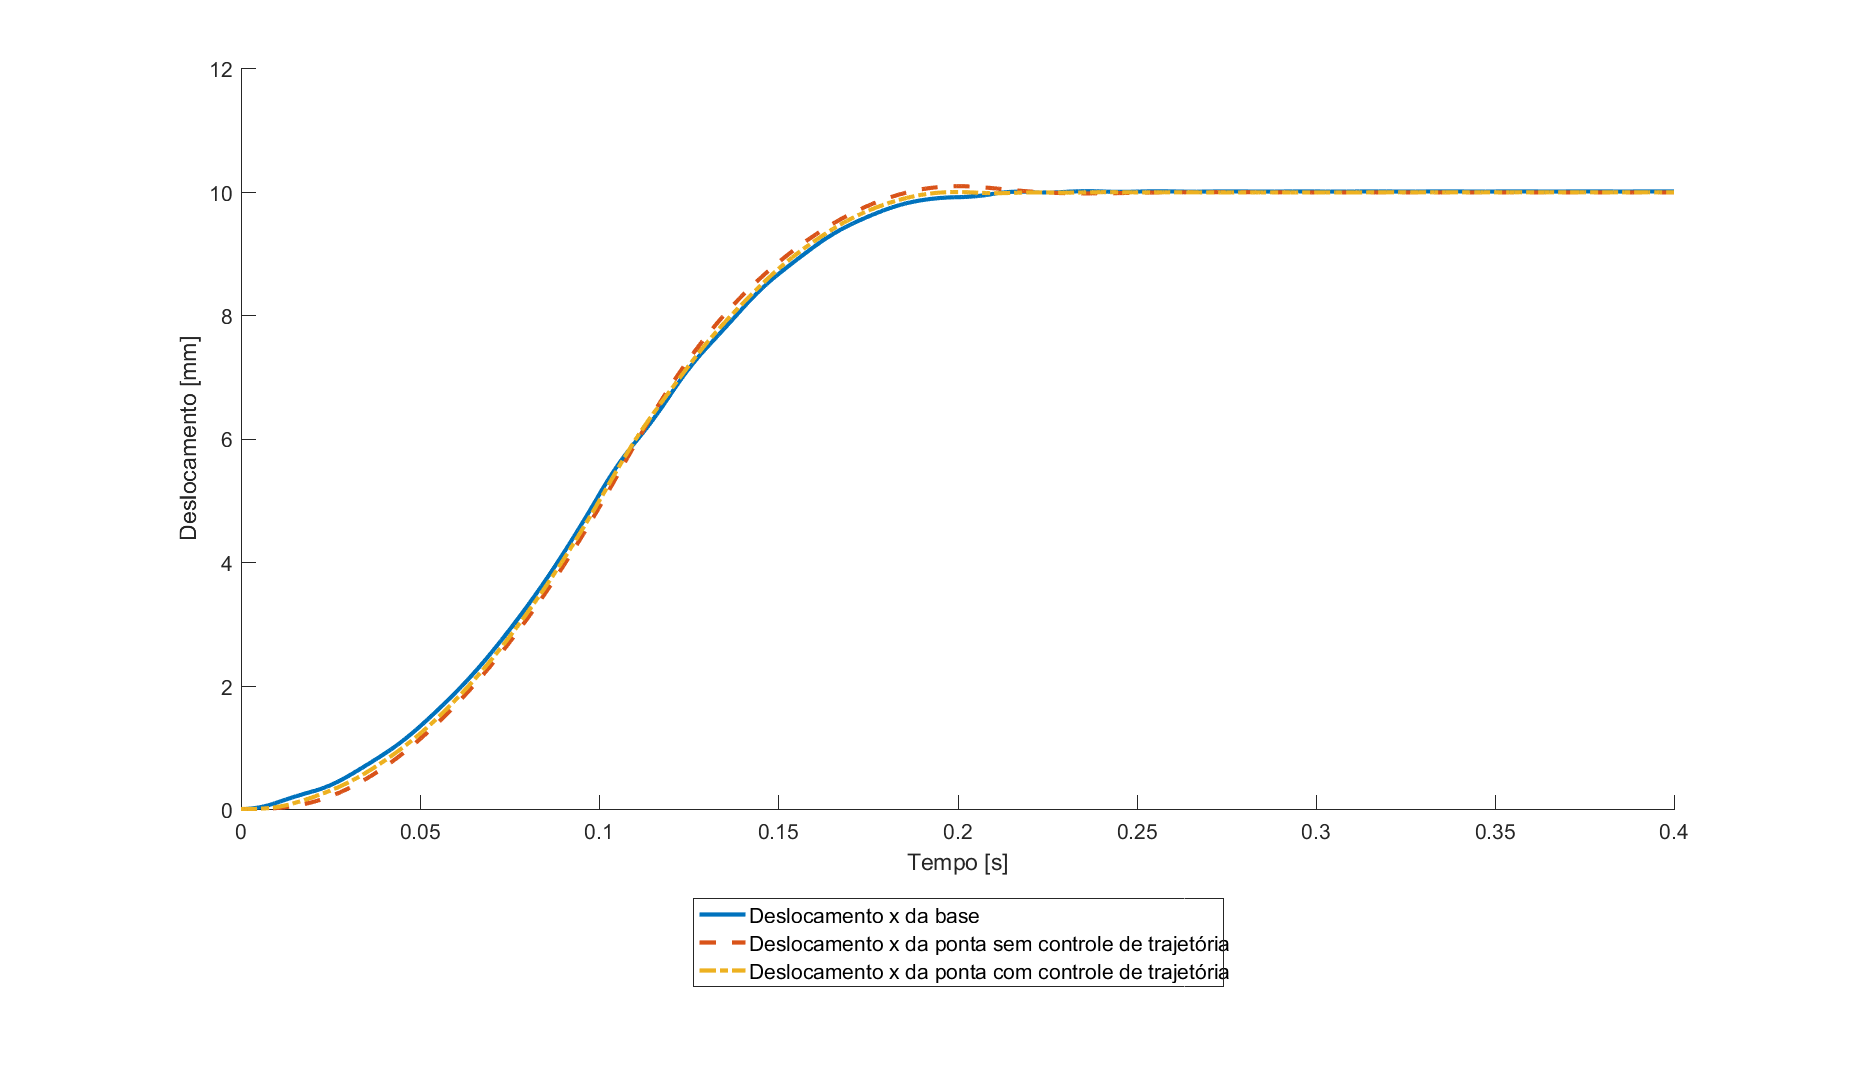 12
10
8
6
4
2
0
Deslocamento [mm]
0 0.05 0.1 0.15 0.2 0.25 0.3 0.35 0.4
Tempo [s]
Deslocamento x da base
Deslocamento x da ponta sem controle de trajetória
Deslocamento x da ponta com controle de trajetória